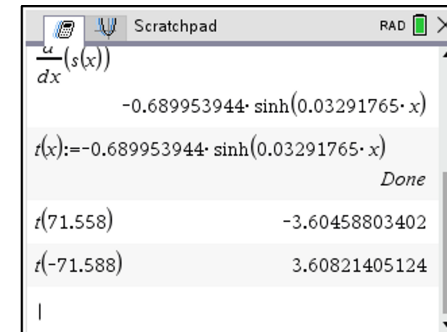 Scratchpad RAD
d/dx(s(x))
-0.689953944· sinh(0.03291765· x)
t(x):=-0.689953944· sinh(0.03291765· x)
Done
t(71.558) -3.60458803402
t(-71.588) 3.60821405124